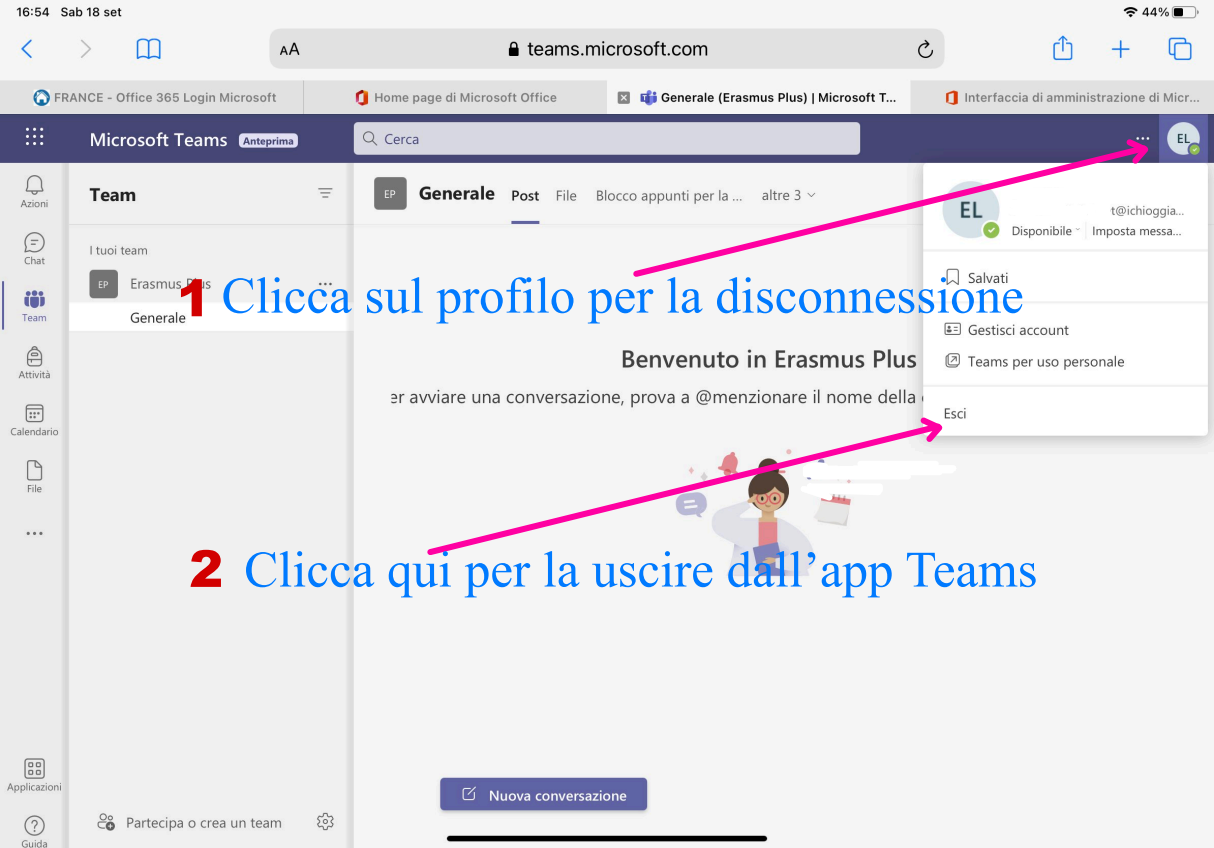 16:54 Sab 18 set
44%
AA
teams.microsoft.com
FRANCE - Office 365 Login Microsoft
Home page di Microsoft Office
Generale (Erasmus Plus) | Microsoft T...
Interfaccia di amministrazione di Micr...
Microsoft Teams Anteprima
Cerca
EL
Azioni
Chat
Team
Attività
Calendario
File
Applicazioni
Guida
Team
I tuoi team
EP Erasmus Plus
Generale
Partecipa o crea un team
EP Generale Post File Blocco appunti per la ... altre 3
EL
t@ichioggia...
Disponibile Imposta messa...
Salvati
Gestisci account
Teams per uso personale
Esci
1 Clicca sul profilo per la disconnessione
Benvenuto in Erasmus Plus
er avviare una conversazione, prova a @menzionare il nome della
2 Clicca qui per la uscire dall’app Teams
Nuova conversazione